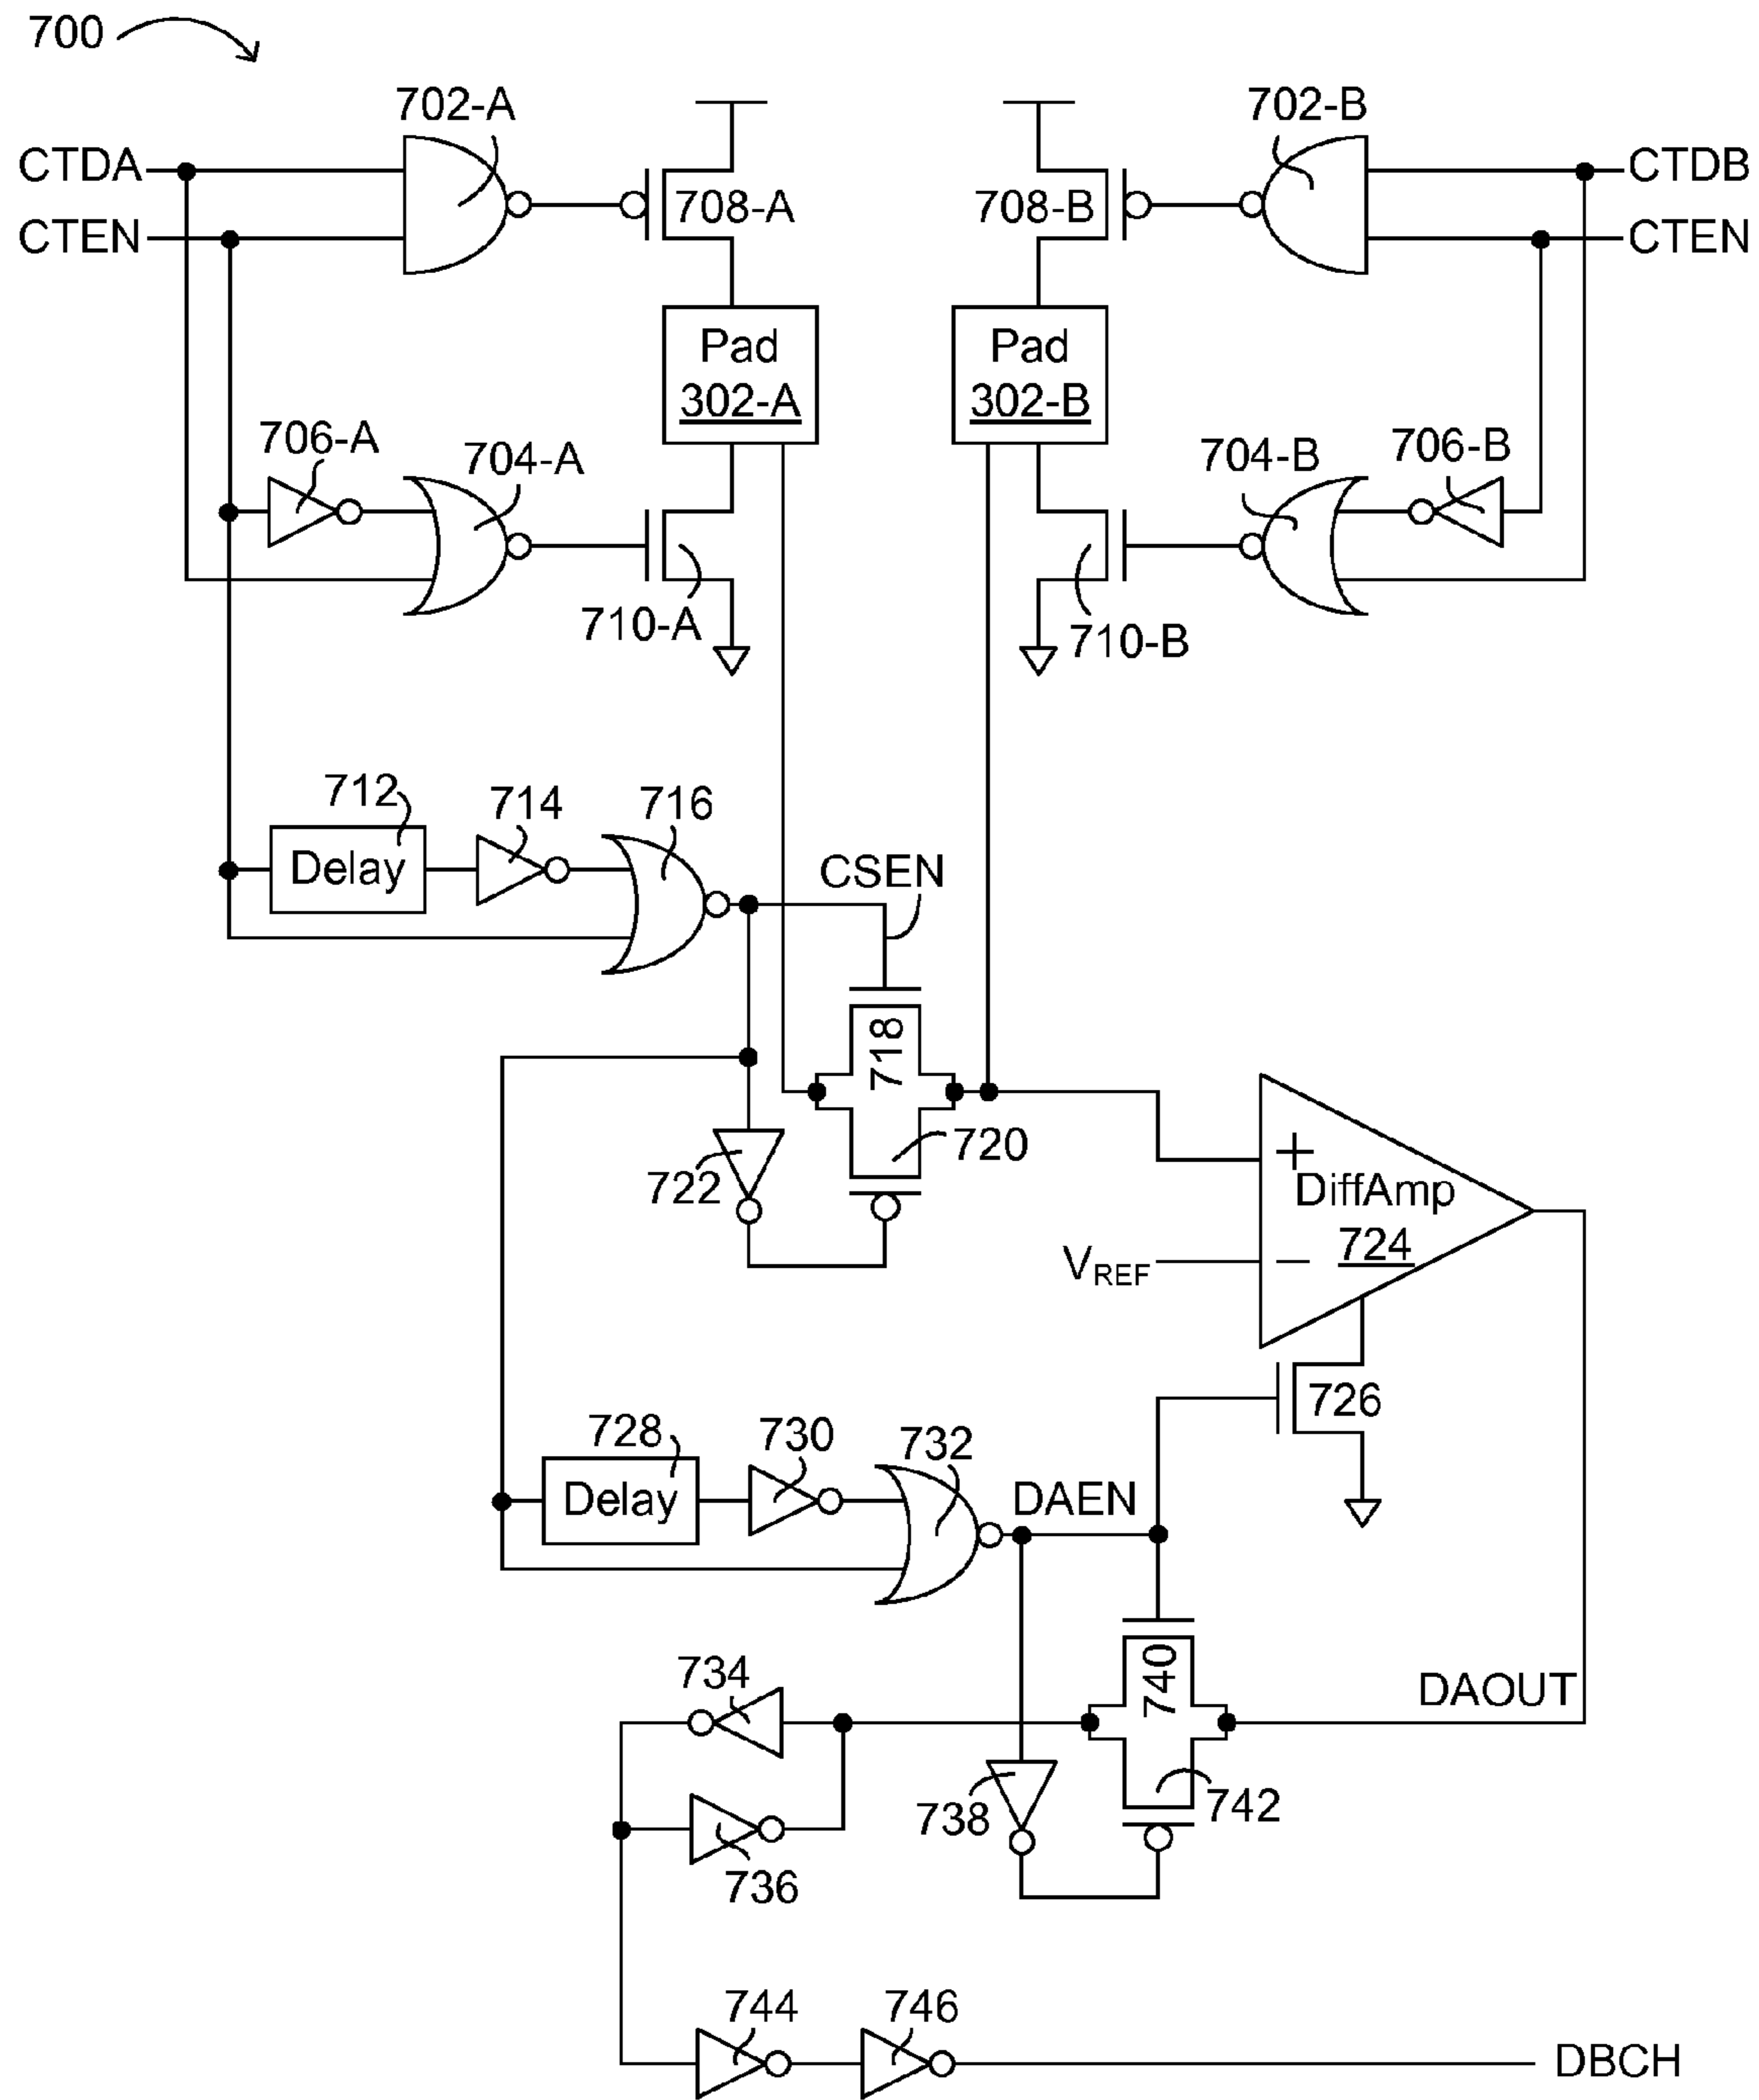 700
702-A
702-B
CTDA
CTDB
708-A
708-B
CTEN
CTEN
Pad
302-A
Pad
302-B
706-A
704-A
704-B
706-B
710-A
710-B
712
714
716
Delay
CSEN
718
720
722
+
DiffAmp
724
VREF
−
726
728
730
732
Delay
DAEN
734
740
DAOUT
736
738
742
744
746
DBCH